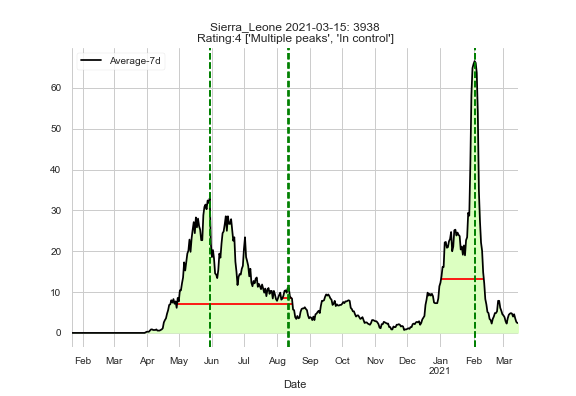 Sierra_Leone 2021-03-15: 3938
Rating:4 ['Multiple peaks', 'In control']
Average-7d
60
50
40
30
20
10
0
Feb Mar Apr May Jun Jul Aug Sep Oct Nov Dec Jan Feb Mar
2021
Date